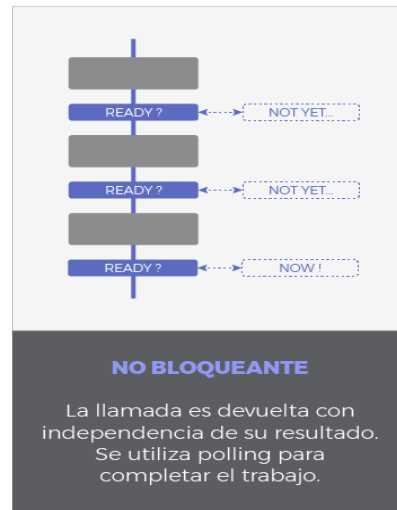 READY ? NOT YET...
READY ? NOT YET...
READY ? NOW !
NO BLOQUEANTE
La llamada es devuelta con
independencia de su resultado.
Se utiliza polling para
completar el trabajo.